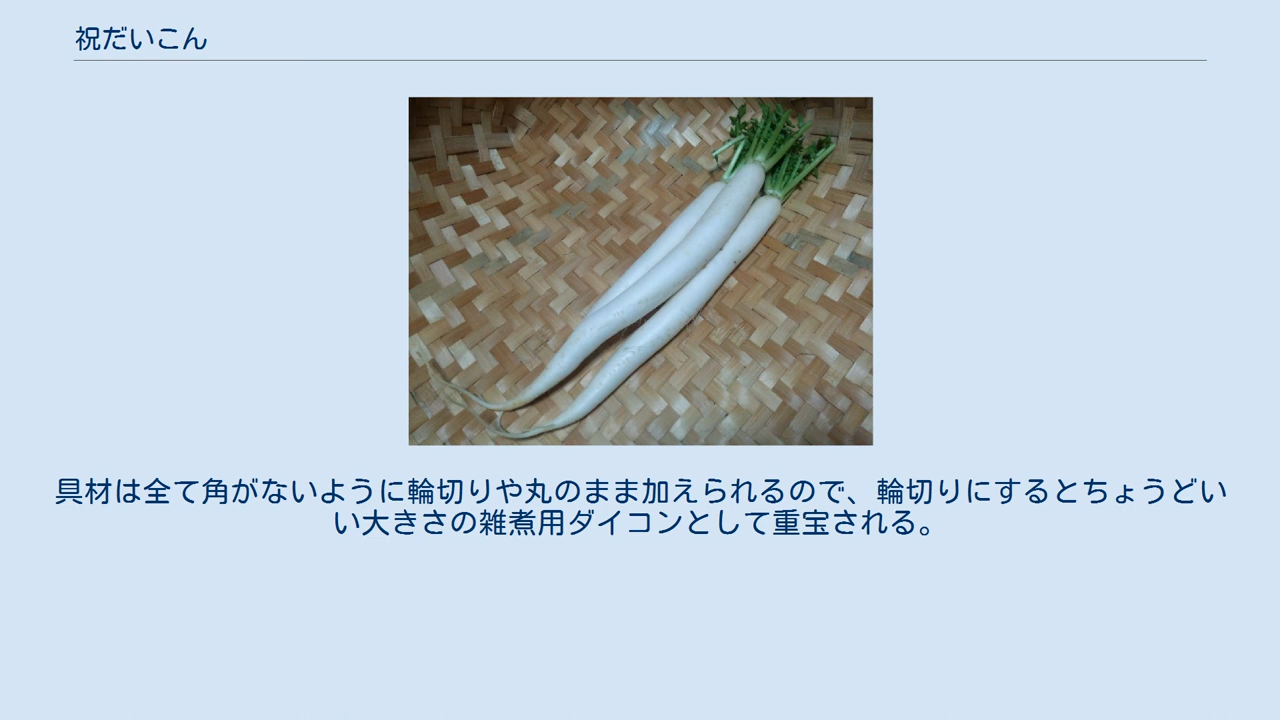 祝だいこん
具材は全て角がないように輪切りや丸のまま加えられるので、輪切りにするとちょうどい
い大きさの雑煮用ダイコンとして重宝される。